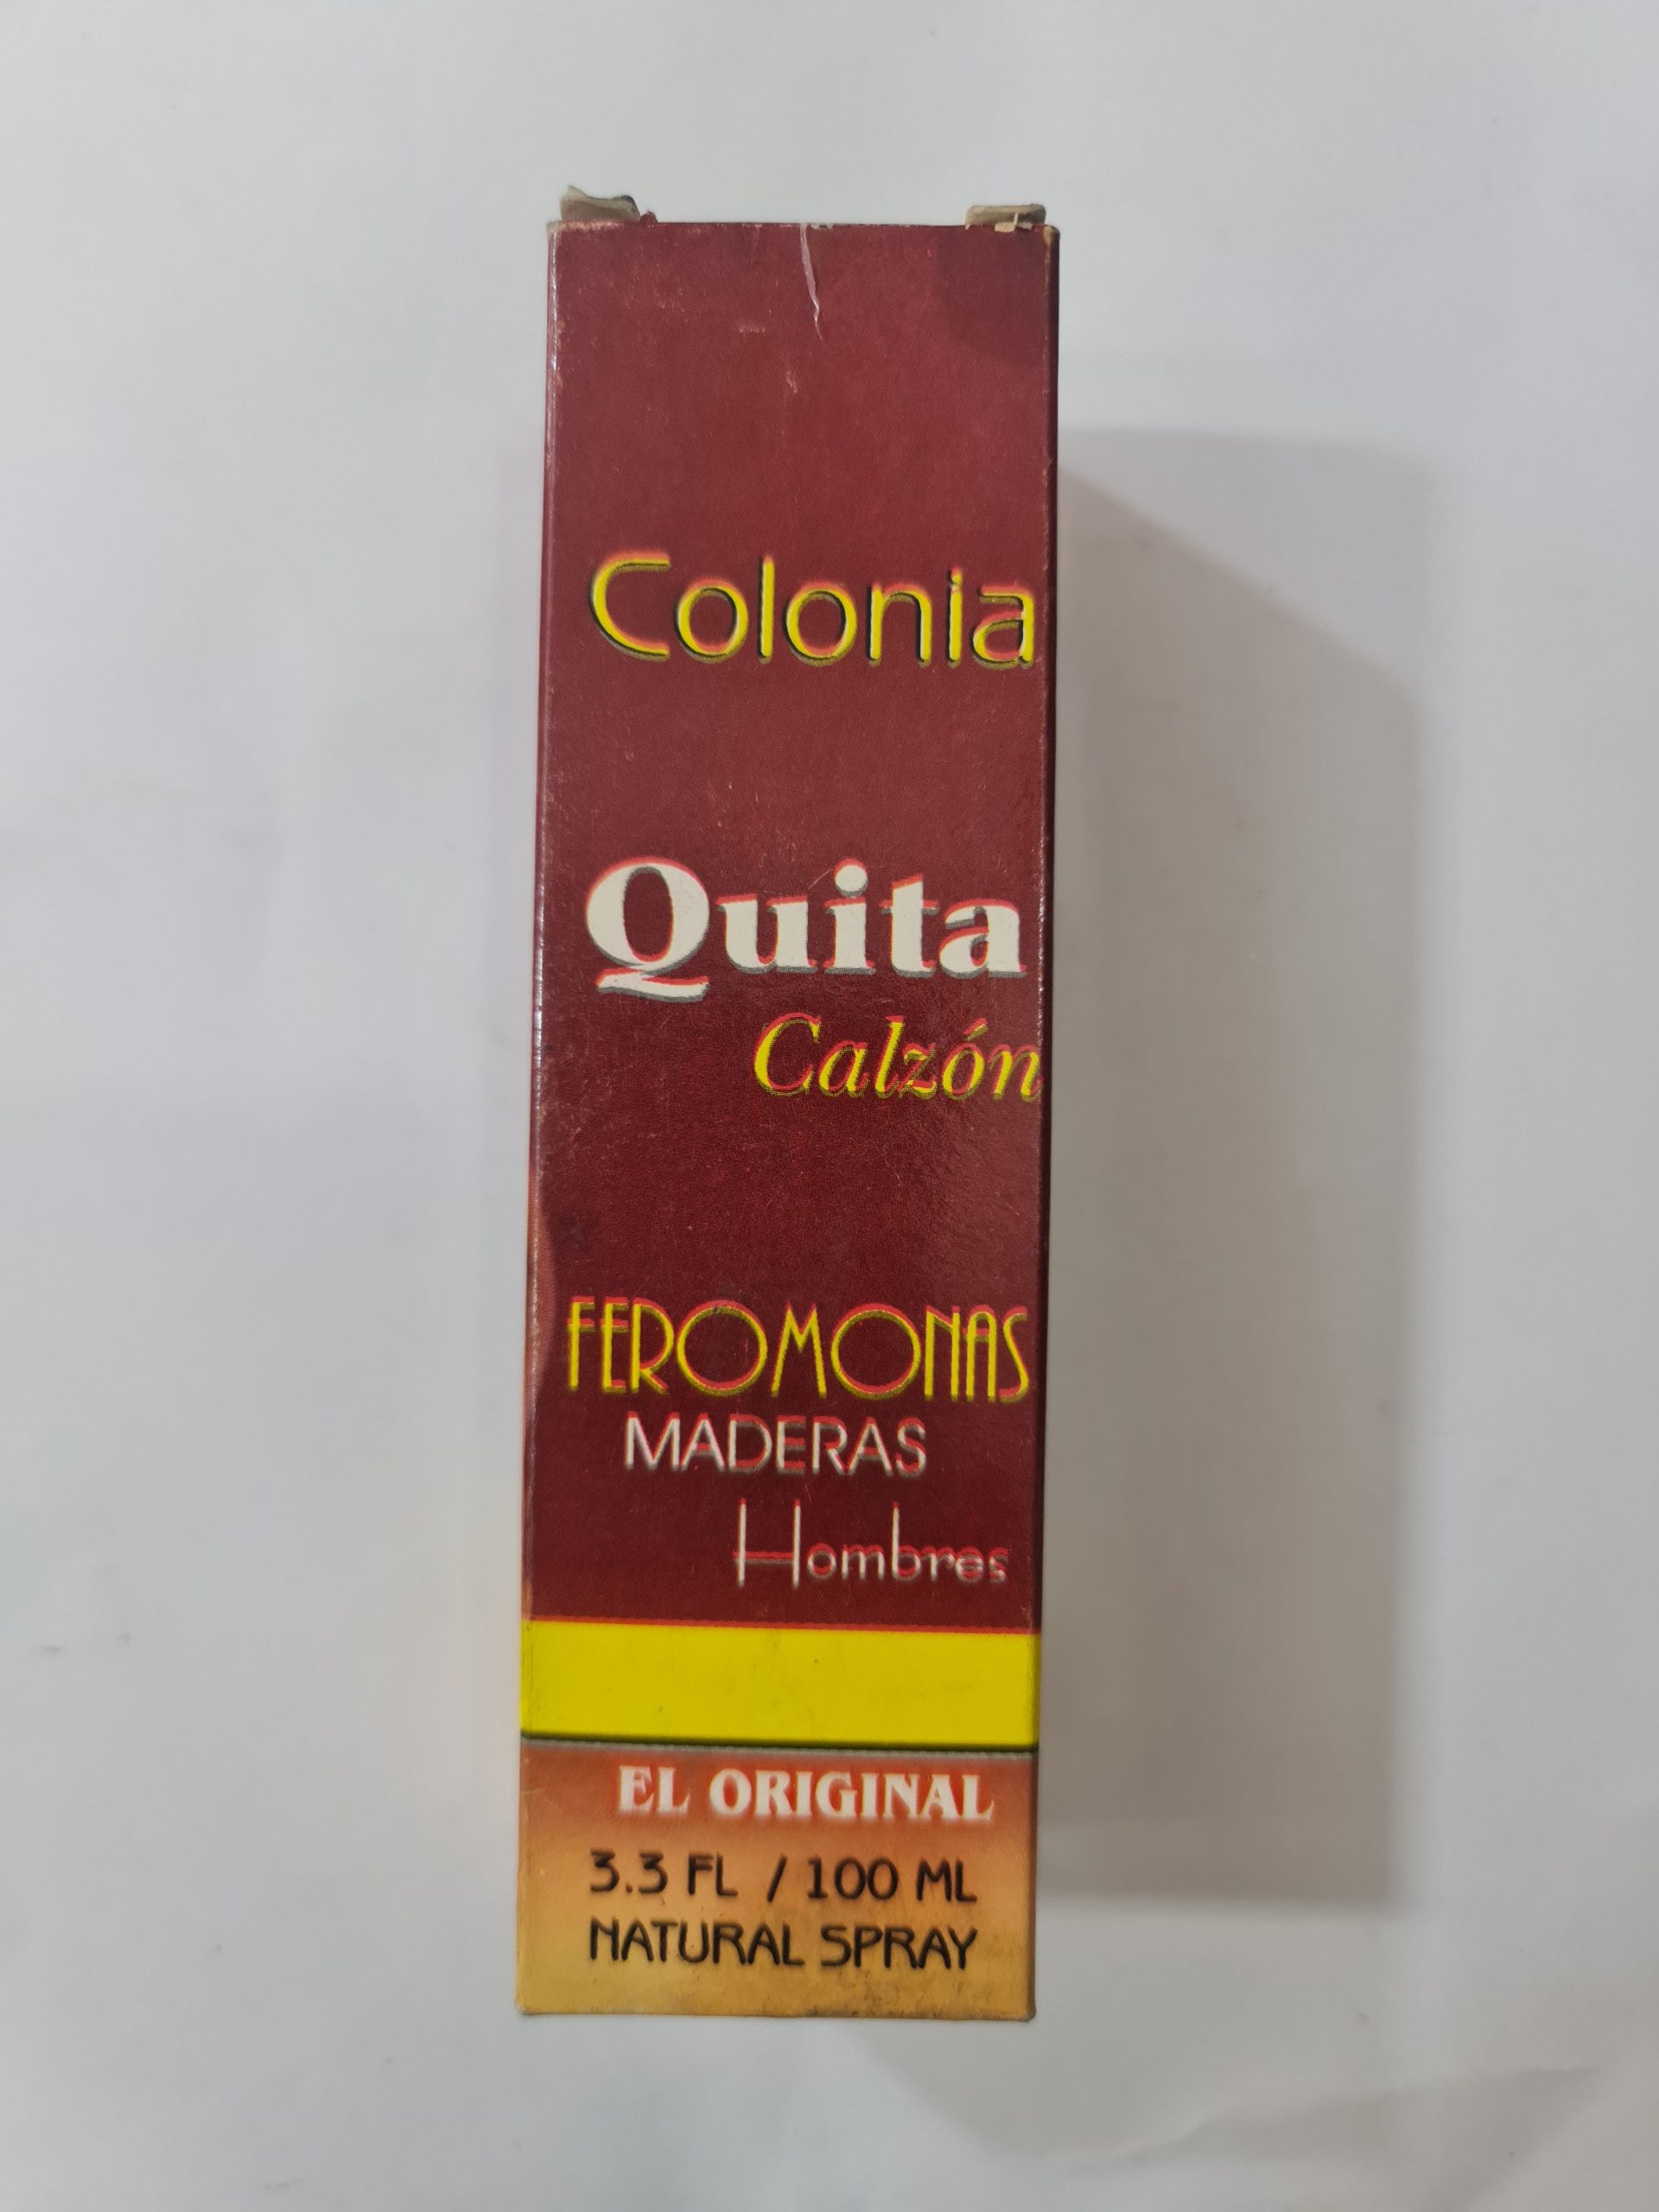 Colonia
Quita
Calzón
FEROMONAS
MADERAS
Hombres
EL ORIGINAL
3.3 FL / 100 ML
NATURAL SPRAY